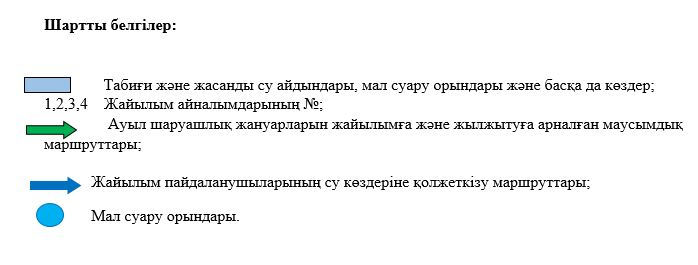 Шартты белгілер:
Табиғи және жасанды су айдындары, мал суару орындары және басқа да көздер;
1,2,3,4 Жайылым айналымдарының №;
Ауыл шаруашлық жануарларын жайылымға және жылжытуға арналған маусымдық
маршруттары;
Жайылым пайдаланушыларының су көздеріне қолжеткізу маршруттары;
Мал суару орындары.